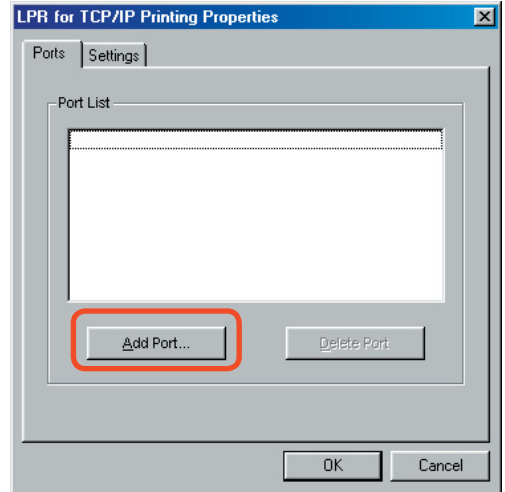 LPR for TCP/IP Printing Properties
Ports Settings
Port List
Add Port... Delete Port
OK Cancel